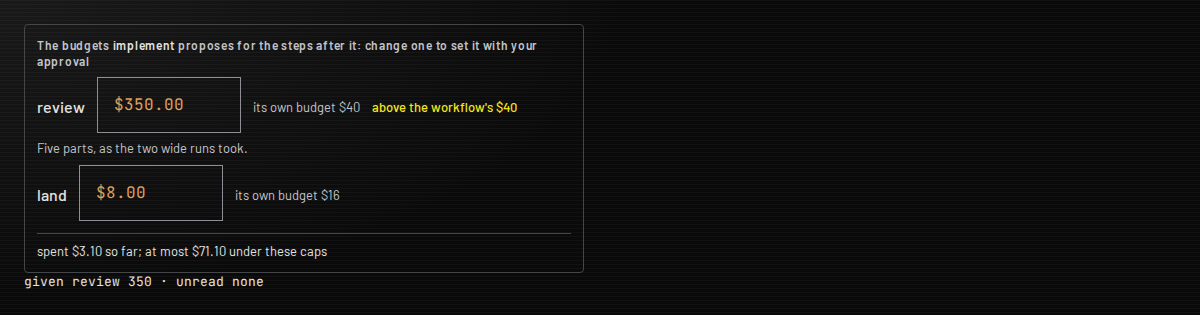 The budgets implement proposes for the steps after it: change one to set it with your
approval
review $350.00 its own budget $40 above the workflow's $40
Five parts, as the two wide runs took.
land $8.00 its own budget $16
spent $3.10 so far; at most $71.10 under these caps
given review 350 · unread none